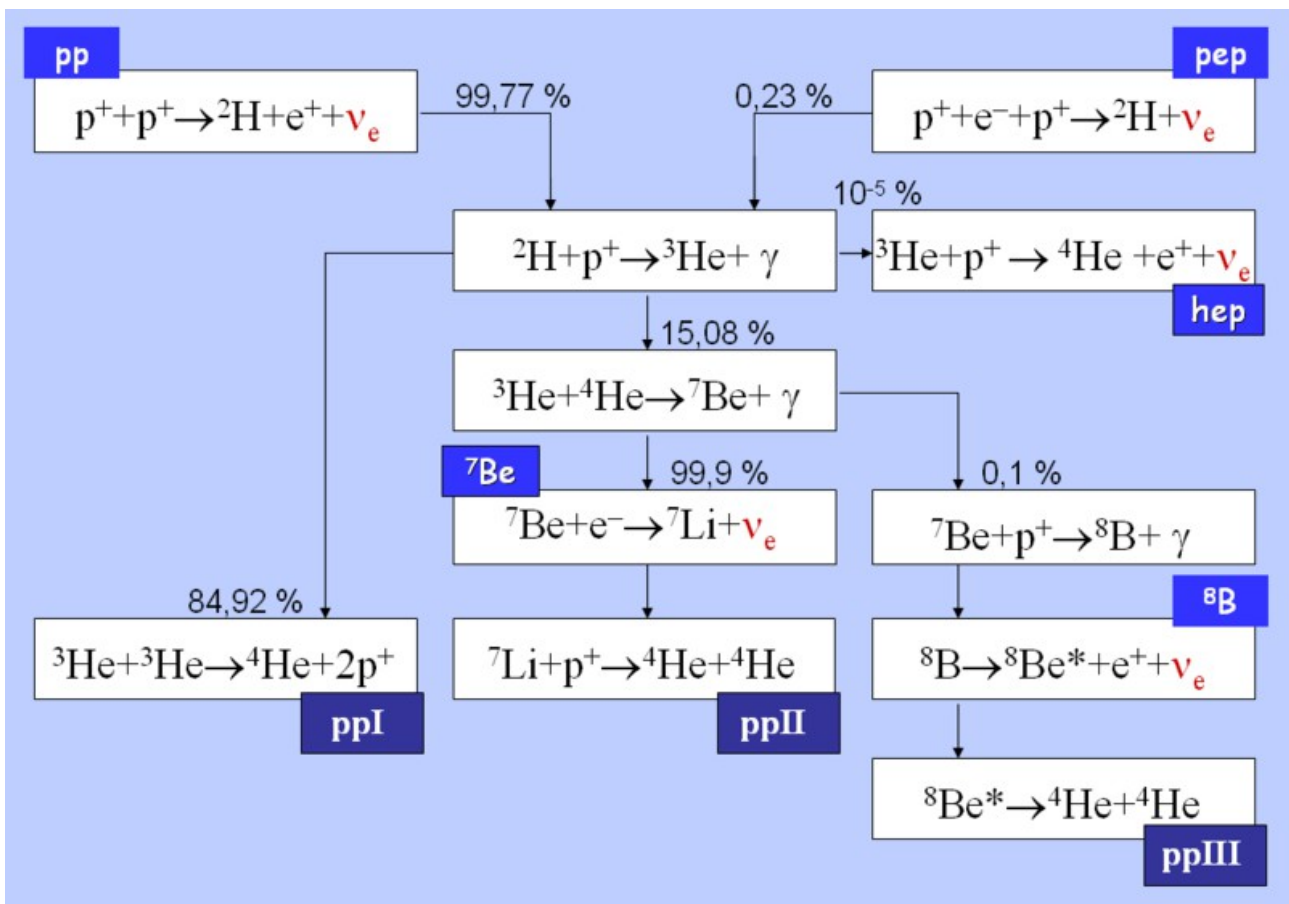 pp
pep
p⁺+p⁺→²H+e⁺+νₑ
99,77 %
0,23 %
p⁺+e⁻+p⁺→²H+νₑ
10⁻⁵ %
²H+p⁺→³He+ γ
³He+p⁺ → ⁴He +e⁺+νₑ
hep
15,08 %
³He+⁴He→⁷Be+ γ
⁷Be
99,9 %
0,1 %
⁷Be+e⁻→⁷Li+νₑ
⁷Be+p⁺→⁸B+ γ
84,92 %
⁸B
³He+³He→⁴He+2p⁺
⁷Li+p⁺→⁴He+⁴He
⁸B→⁸Be*+e⁺+νₑ
ppI
ppII
⁸Be*→⁴He+⁴He
ppIII